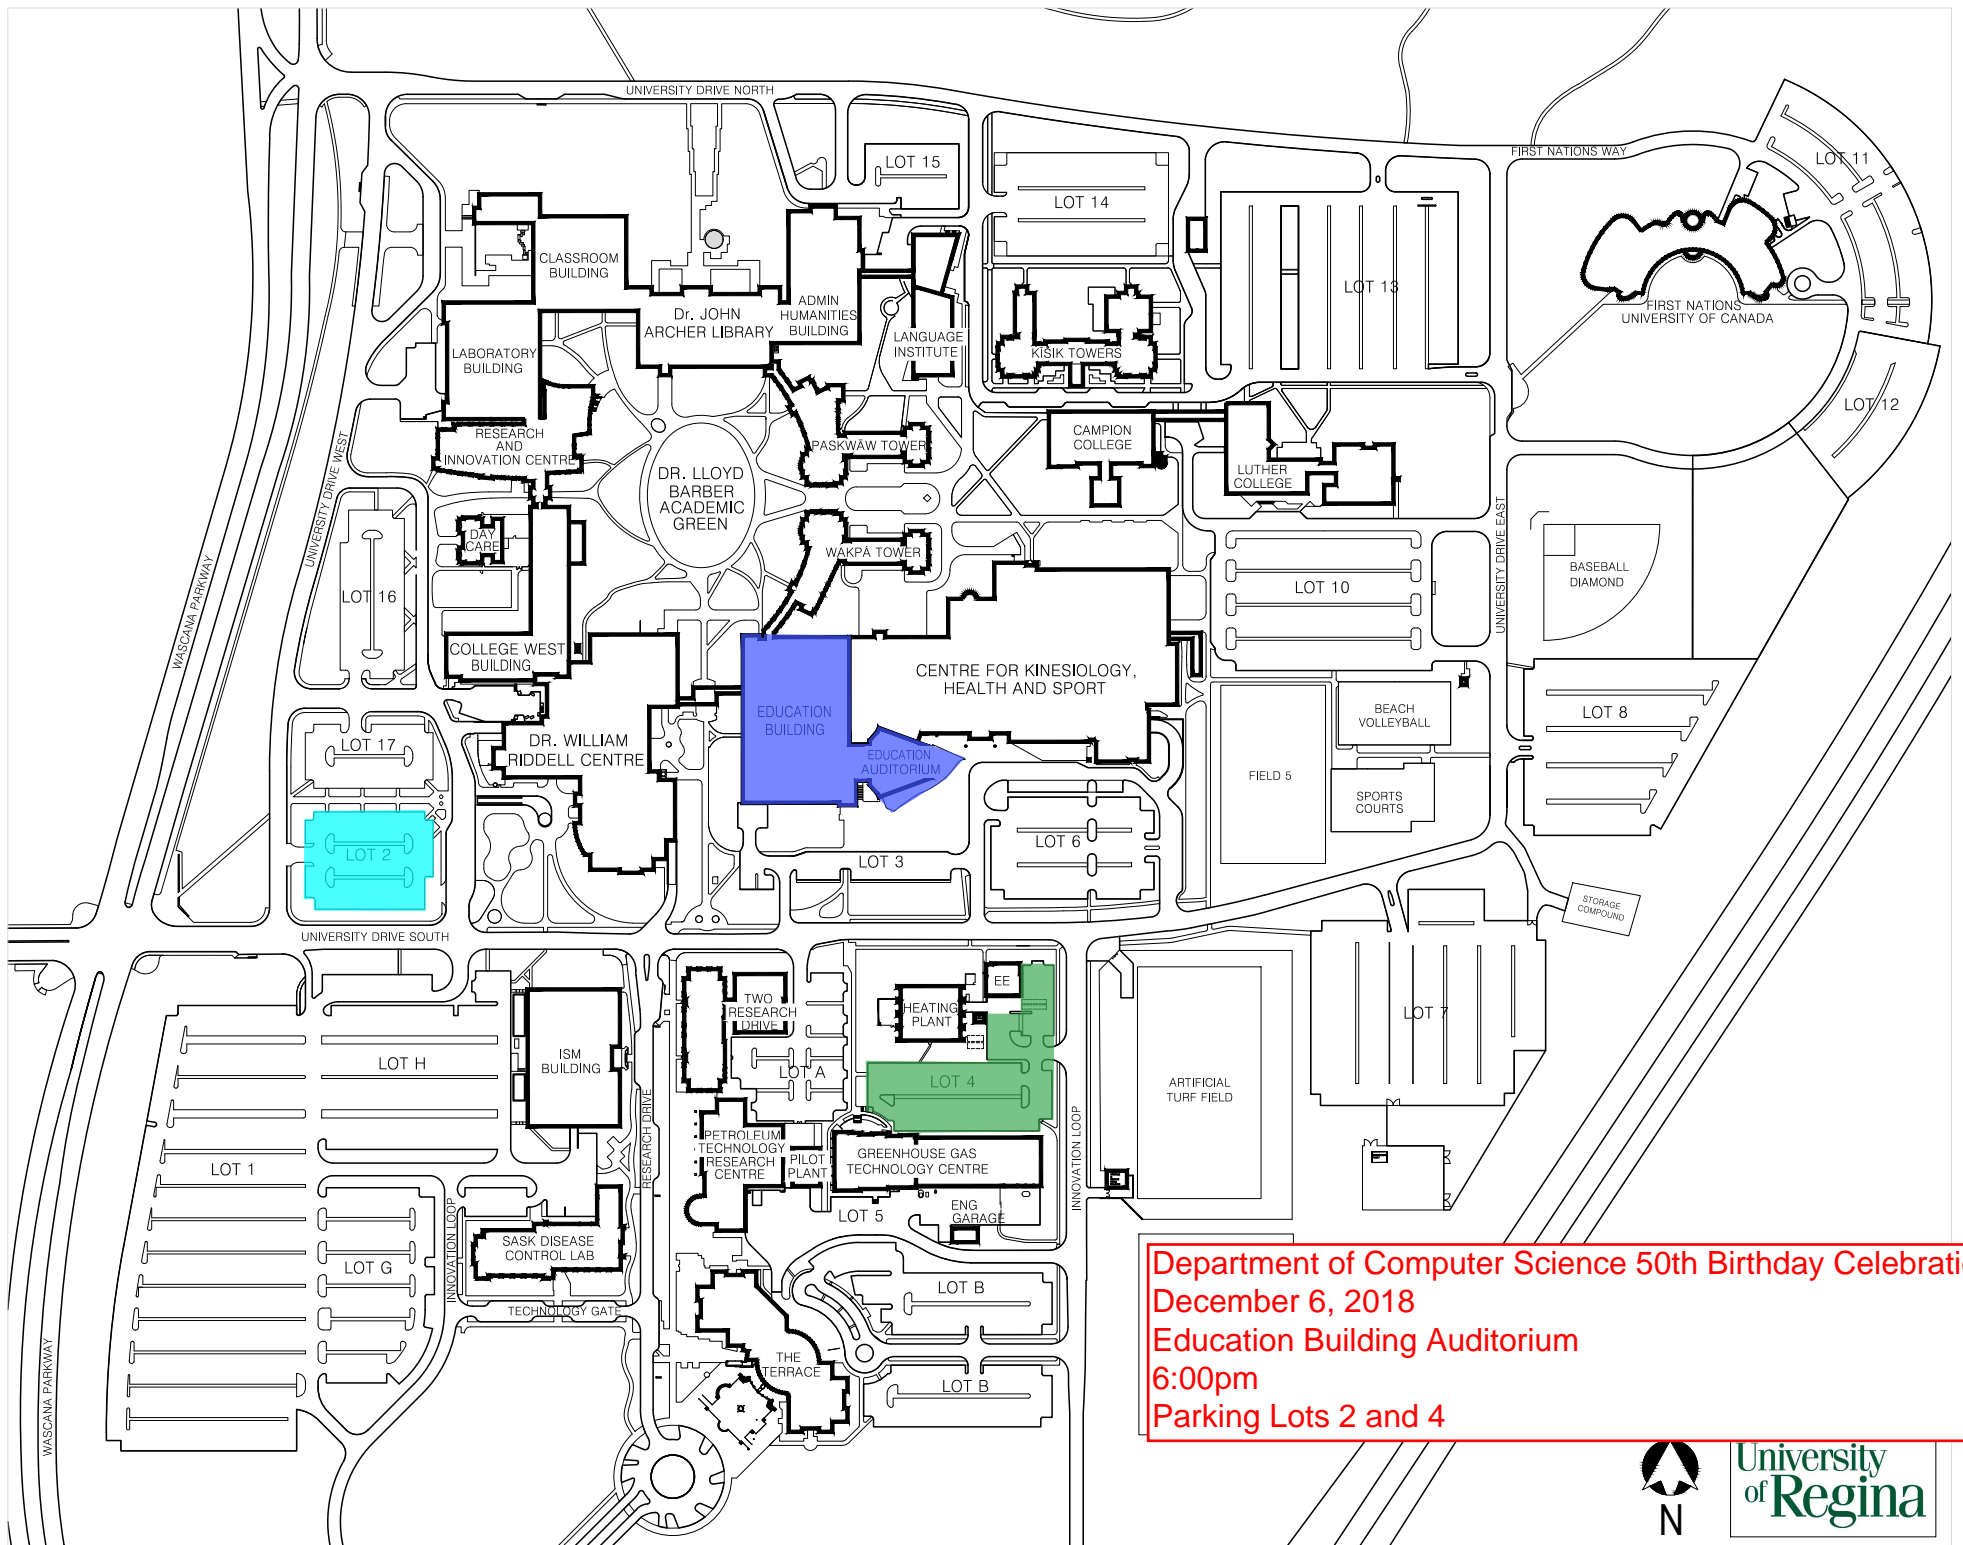 UNIVERSITY DRIVE NORTH
FIRST NATIONS WAY
LOT 11
LOT 15
LOT 14
CLASSROOM
BUILDING
LOT 13
ADMIN
HUMANITIES
BUILDING
Dr. JOHN
ARCHER LIBRARY
FIRST NATIONS
UNIVERSITY OF CANADA
LANGUAGE
INSTITUTE
KĪSIK TOWERS
LABORATORY
BUILDING
LOT 12
CAMPION
COLLEGE
RESEARCH
AND
INNOVATION CENTRE
PASKWĀW TOWER
LUTHER
COLLEGE
DR. LLOYD
BARBER
ACADEMIC
GREEN
UNIVERSITY DRIVE WEST
UNIVERSITY DRIVE EAST
DAY
CARE
WAKPĀ TOWER
BASEBALL
DIAMOND
LOT 10
LOT 16
WASCANA PARKWAY
COLLEGE WEST
BUILDING
CENTRE FOR KINESIOLOGY,
HEALTH AND SPORT
EDUCATION
BUILDING
BEACH
VOLLEYBALL
LOT 8
LOT 17
DR. WILLIAM
RIDDELL CENTRE
EDUCATION
AUDITORIUM
FIELD 5
SPORTS
COURTS
LOT 2
LOT 3
LOT 6
STORAGE
COMPOUND
UNIVERSITY DRIVE SOUTH
EE
TWO
RESEARCH
DRIVE
HEATING
PLANT
LOT 7
LOT H
ISM
BUILDING
LOT A
LOT 4
ARTIFICIAL
TURF FIELD
RESEARCH DRIVE
INNOVATION LOOP
PETROLEUM
TECHNOLOGY
RESEARCH
CENTRE
PILOT
PLANT
GREENHOUSE GAS
TECHNOLOGY CENTRE
LOT 1
LOT 5
ENG
GARAGE
INNOVATION LOOP
SASK DISEASE
CONTROL LAB
LOT G
LOT B
TECHNOLOGY GATE
THE
TERRACE
LOT B
WASCANA PARKWAY
Department of Computer Science 50th Birthday Celebrati
December 6, 2018
Education Building Auditorium
6:00pm
Parking Lots 2 and 4
N
University
of Regina